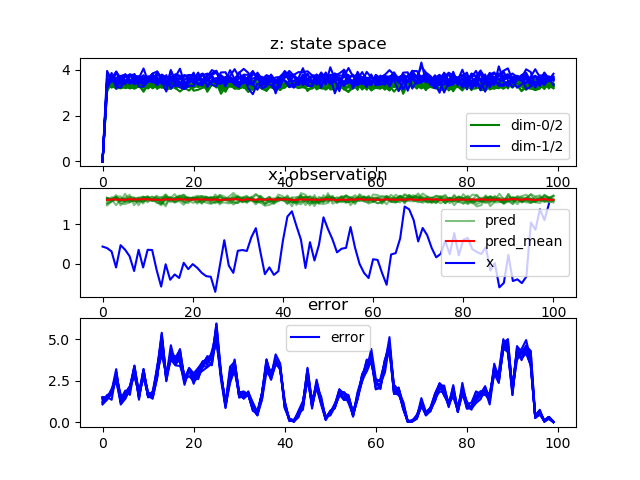 z: state space
4
2
0
dim-0/2
dim-1/2
0 20 40 60 80 100
x: observation
1
0
pred
pred_mean
x
0 20 40 60 80 100
error
5.0
2.5
0.0
error
0 20 40 60 80 100